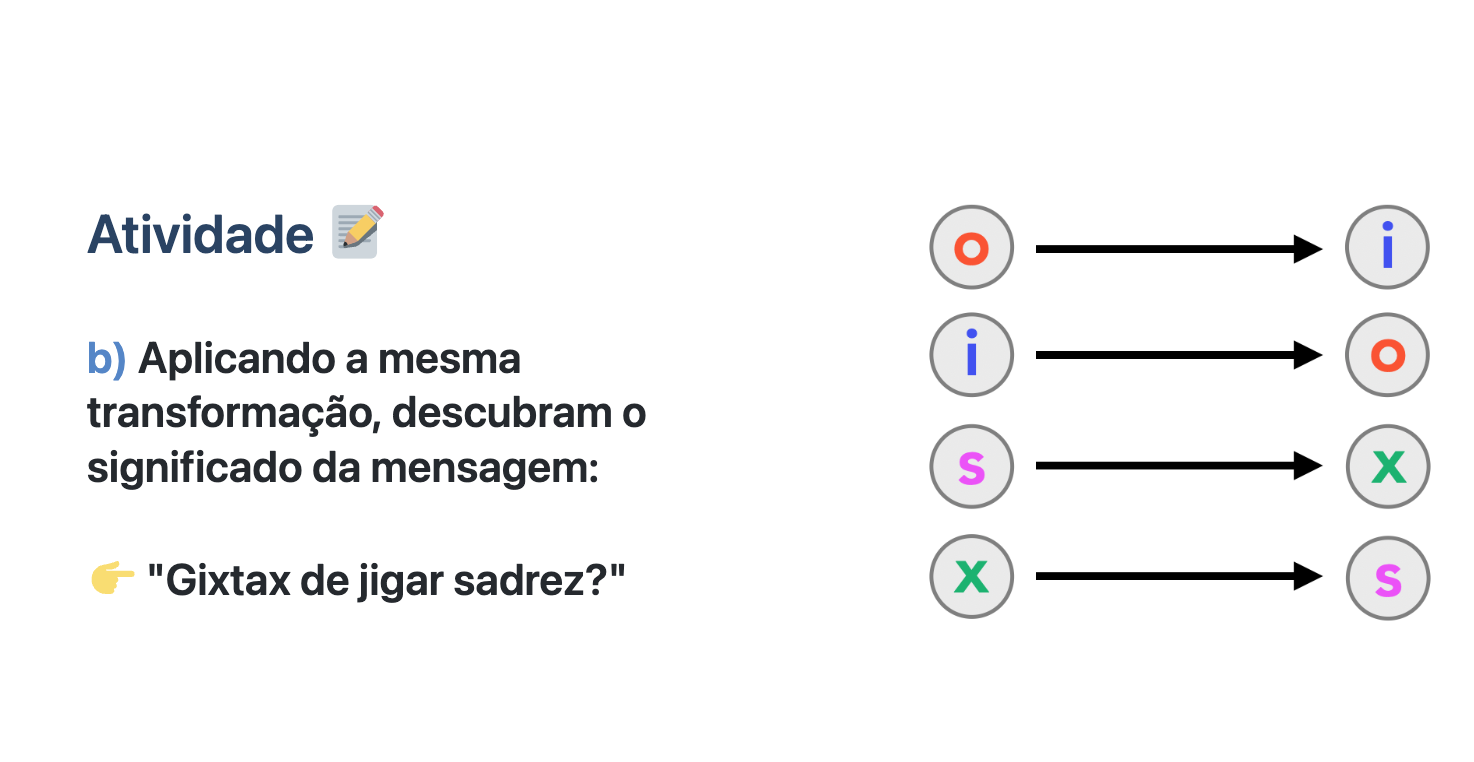 Atividade 📝
b) Aplicando a mesma
transformação, descubram o
significado da mensagem:
👉 "Gixtax de jigar sadrez?"
o i
i o
s x
x s